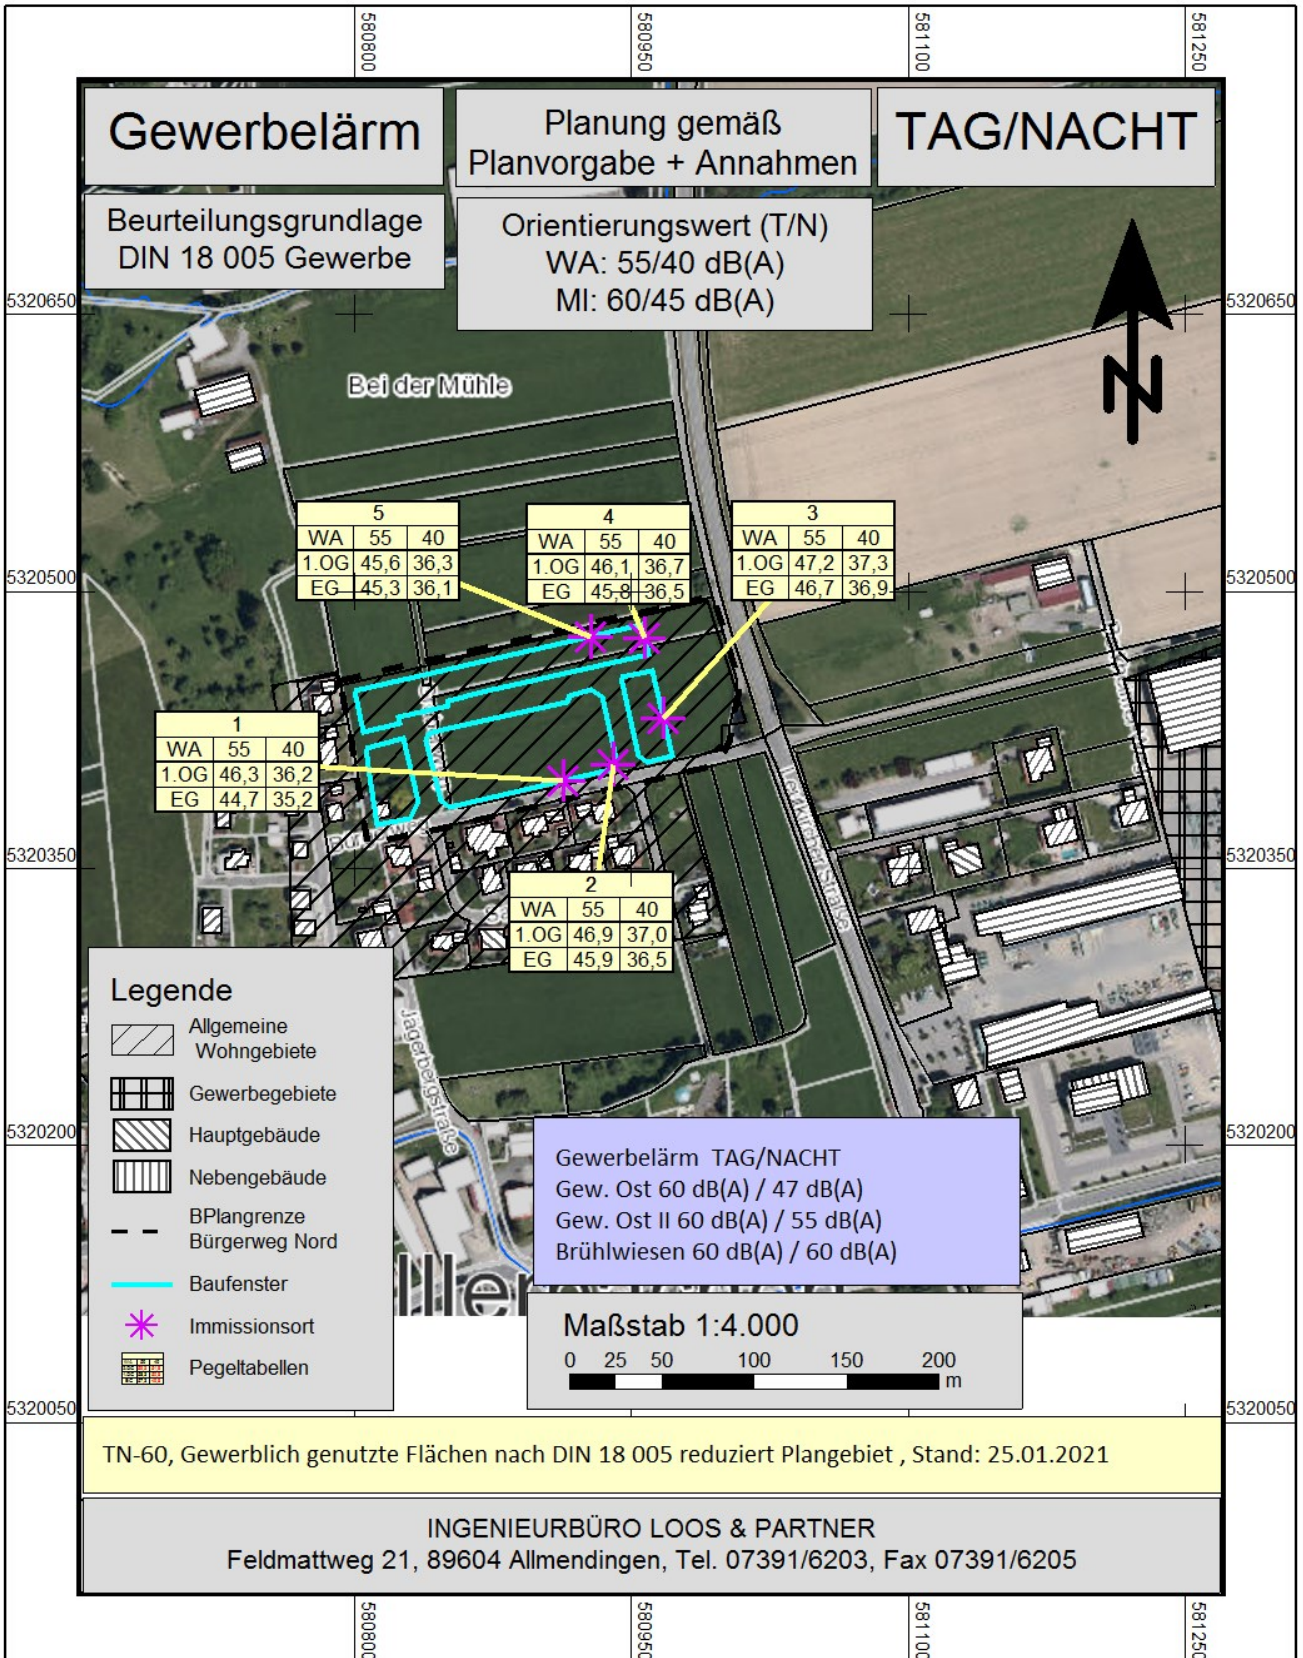 580800
580950
581100
581250
Gewerbelärm
Planung gemäß
Planvorgabe + Annahmen
TAG/NACHT
Beurteilungsgrundlage
DIN 18 005 Gewerbe
Orientierungswert (T/N)
WA: 55/40 dB(A)
MI: 60/45 dB(A)
5320650
5320650
N
Bei der Mühle
5
WA 55 40
1.OG 45,6 36,3
EG 45,3 36,1
4
WA 55 40
1.OG 46,1 36,7
EG 45,8 36,5
3
WA 55 40
1.OG 47,2 37,3
EG 46,7 36,9
5320500
5320500
1
WA 55 40
1.OG 46,3 36,2
EG 44,7 35,2
5320350
5320350
2
WA 55 40
1.OG 46,9 37,0
EG 45,9 36,5
Jägerbergstraße
Legende
Allgemeine
Wohngebiete
Gewerbegebiete
Hauptgebäude
Nebengebäude
BPlangrenze
Bürgerweg Nord
Baufenster
Immissionsort
Pegeltabellen
5320200
5320200
Gewerbelärm TAG/NACHT
Gew. Ost 60 dB(A) / 47 dB(A)
Gew. Ost II 60 dB(A) / 55 dB(A)
Brühlwiesen 60 dB(A) / 60 dB(A)
Maßstab 1:4.000
0 25 50 100 150 200
m
5320050
5320050
TN-60, Gewerblich genutzte Flächen nach DIN 18 005 reduziert Plangebiet , Stand: 25.01.2021
INGENIEURBÜRO LOOS & PARTNER
Feldmattweg 21, 89604 Allmendingen, Tel. 07391/6203, Fax 07391/6205
580800
580950
581100
581250